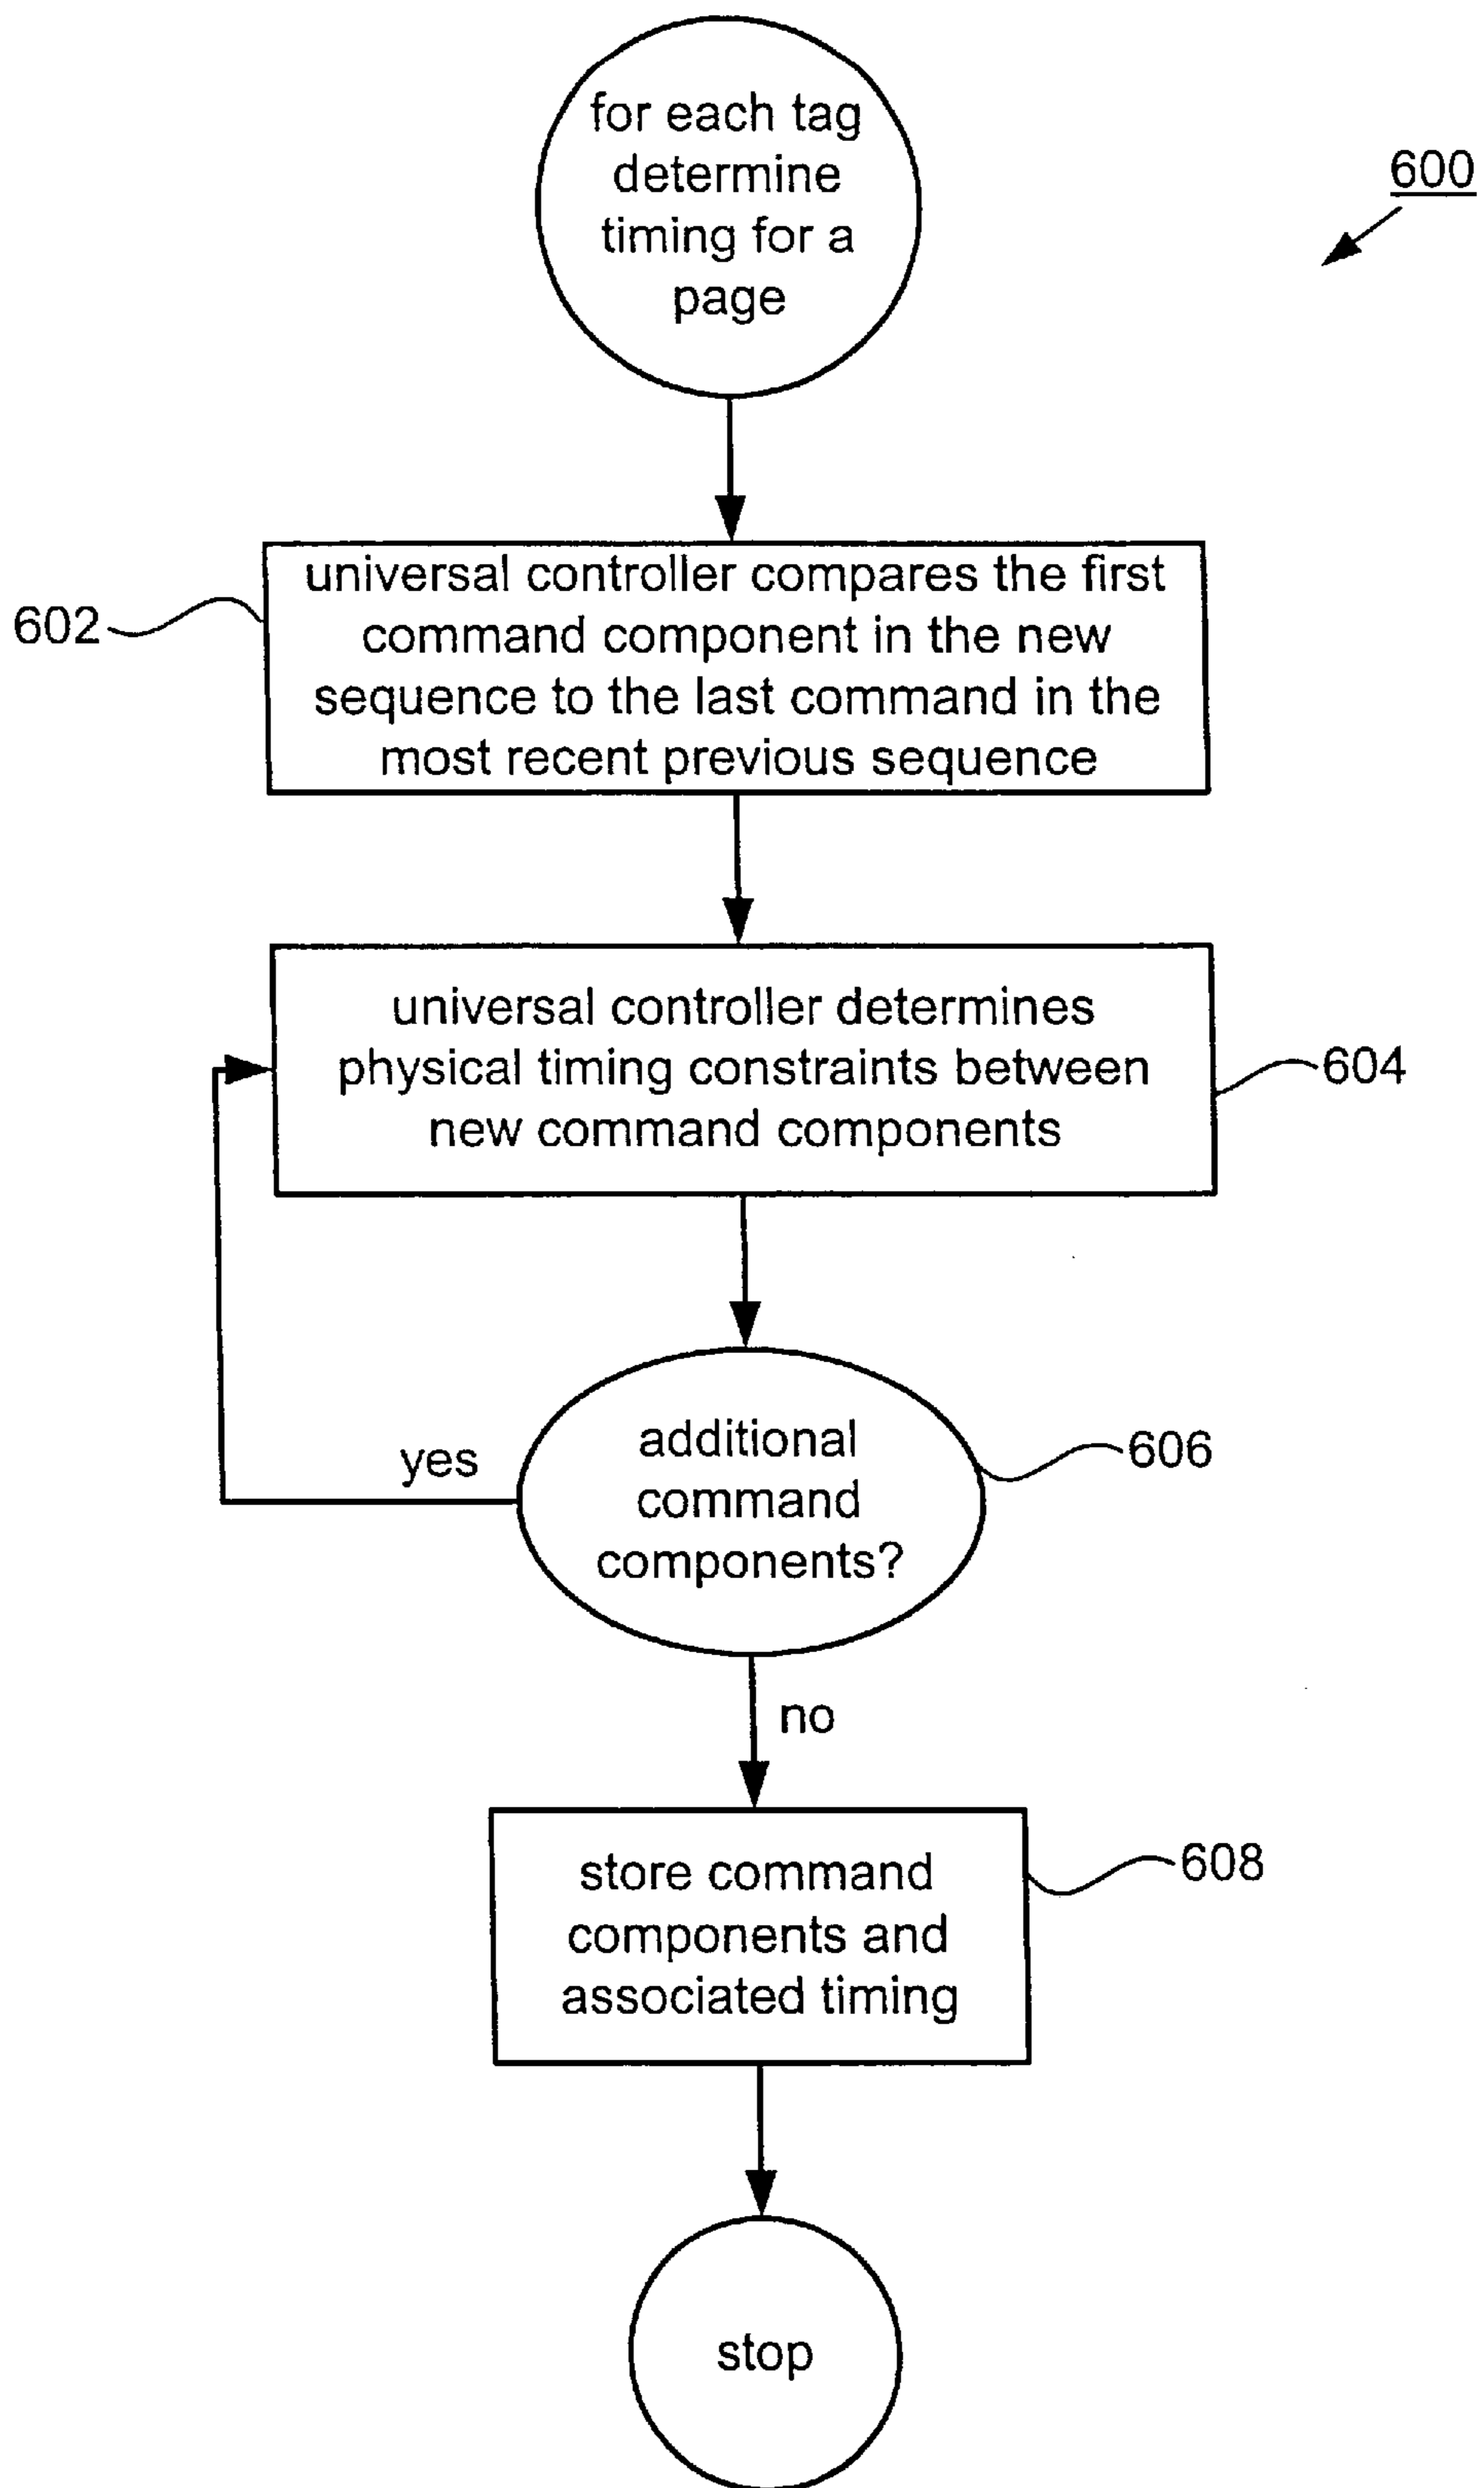 for each tag
determine
timing for a
page
600
universal controller compares the first
command component in the new
sequence to the last command in the
most recent previous sequence
602
universal controller determines
physical timing constraints between
new command components
604
additional
command
components?
606
yes
no
store command
components and
associated timing
608
stop